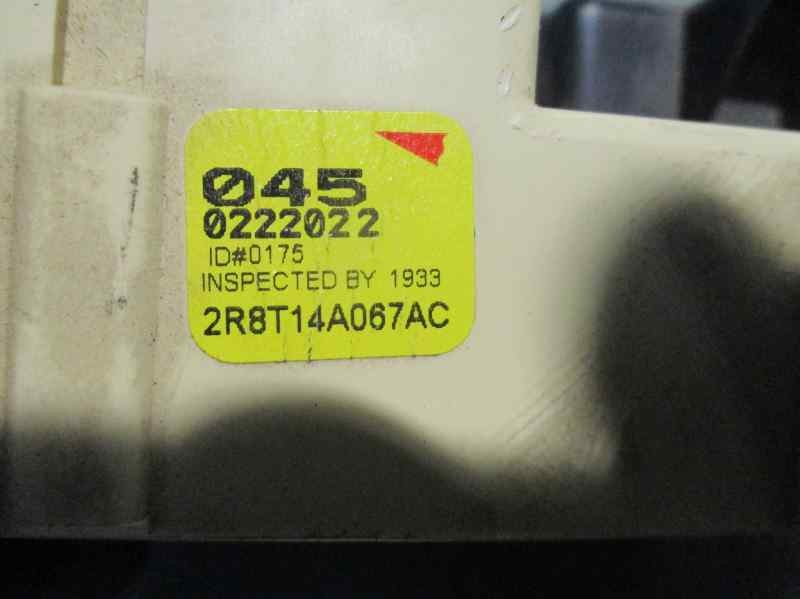 045
0222022
ID#0175
INSPECTED BY 1933
2R8T14A067AC